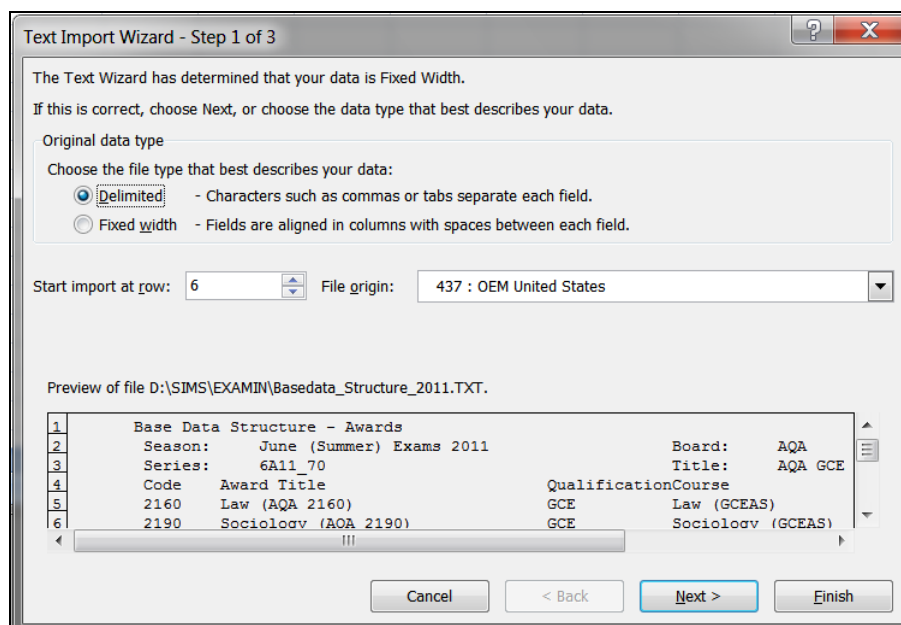 Text Import Wizard - Step 1 of 3
The Text Wizard has determined that your data is Fixed Width.
If this is correct, choose Next, or choose the data type that best describes your data.
Original data type
Choose the file type that best describes your data:
Delimited - Characters such as commas or tabs separate each field.
Fixed width - Fields are aligned in columns with spaces between each field.
Start import at row: 6 File origin: 437 : OEM United States
Preview of file D:\SIMS\EXAMIN\Basedata_Structure_2011.TXT.
1 Base Data Structure - Awards
2 Season: June (Summer) Exams 2011 Board: AQA
3 Series: 6A11_70 Title: AQA GCE
4 Code Award Title QualificationCourse
5 2160 Law (AQA 2160) GCE Law (GCEAS)
6 2190 Sociology (AQA 2190) GCE Sociology (GCEAS)
Cancel < Back Next > Finish